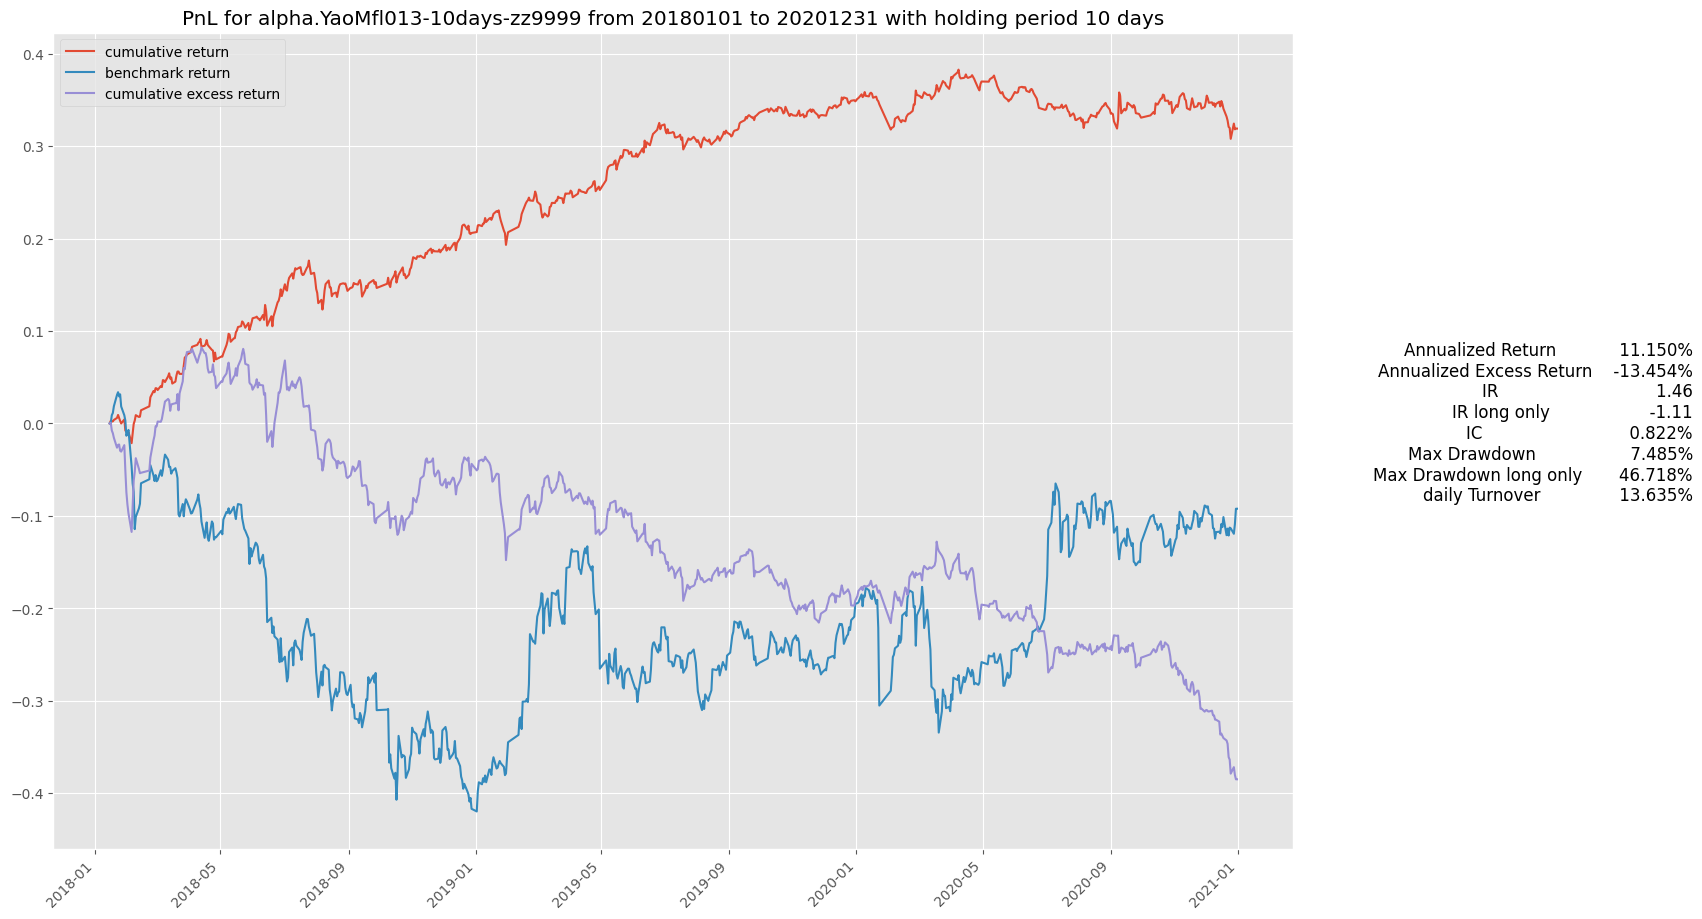 PnL for alpha.YaoMfl013-10days-zz9999 from 20180101 to 20201231 with holding period 10 days
cumulative return
benchmark return
cumulative excess return
0.4
0.3
0.2
0.1
0.0
−0.1
−0.2
−0.3
−0.4
2018-01
2018-05
2018-09
2019-01
2019-05
2019-09
2020-01
2020-05
2020-09
2021-01
Annualized Return 11.150%
Annualized Excess Return -13.454%
IR 1.46
IR long only -1.11
IC 0.822%
Max Drawdown 7.485%
Max Drawdown long only 46.718%
daily Turnover 13.635%